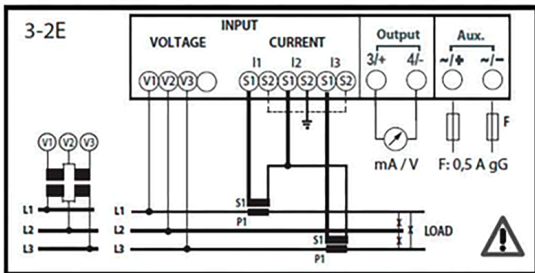 3-2E
INPUT
VOLTAGE CURRENT
I1 I2 I3
V1 V2 V3 S1 S2 S1 S2 S1 S2
Output
3/+ 4/-
Aux.
~/+ ~/−
mA / V
F
F: 0,5 A gG
V1 V2 V3
S1
L1 L1 P1
L2 L2 LOAD
S1
L3 L3
P1